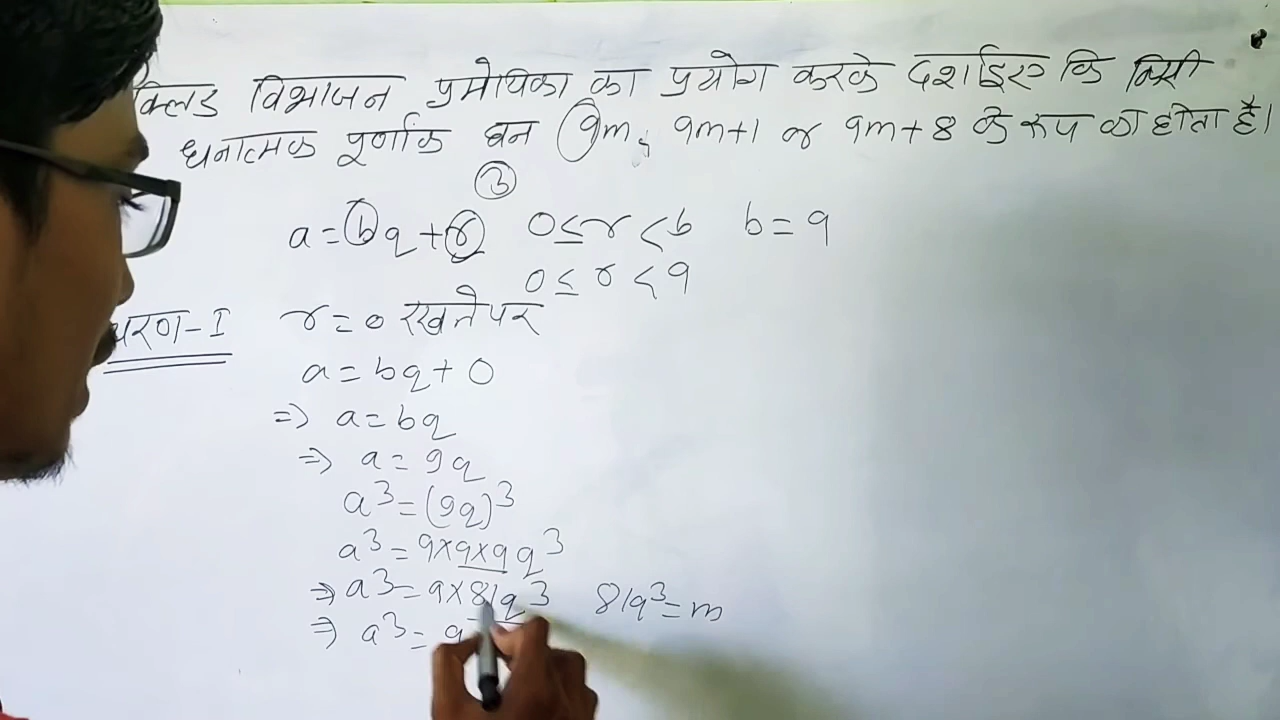 क्लिड विभाजन प्रमेयिका का प्रयोग करके दर्शाइए कि किसी
धनात्मक पूर्णांक घन 9m, 9m+1 or 9m+8 के रूप का होता है।
3
a = bq + r 0 ≤ r < b b = 9
0 ≤ r < 9
चरण-I r = 0 रखने पर
a = bq + 0
=> a = bq
=> a = 9q
a³ = (9q)³
a³ = 9×9×9q³
=> a³ = 9×81q³ 81q³ = m
=> a³ = 9